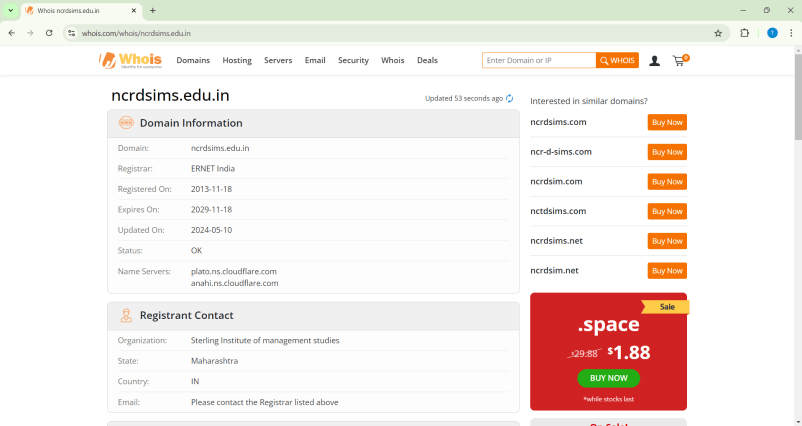 Whois ncrdsims.edu.in
whois.com/whois/ncrdsims.edu.in
Whois
Identity for everyone
Domains Hosting Servers Email Security Whois Deals
Enter Domain or IP
WHOIS
0
ncrdsims.edu.in
Updated 53 seconds ago
Domain Information
Domain: ncrdsims.edu.in
Registrar: ERNET India
Registered On: 2013-11-18
Expires On: 2029-11-18
Updated On: 2024-05-10
Status: OK
Name Servers: plato.ns.cloudflare.com
anahi.ns.cloudflare.com
Registrant Contact
Organization: Sterling Institute of management studies
State: Maharashtra
Country: IN
Email: Please contact the Registrar listed above
Interested in similar domains?
ncrdsims.com Buy Now
ncr-d-sims.com Buy Now
ncrdsim.com Buy Now
nctdsims.com Buy Now
ncrdsims.net Buy Now
ncrdsim.net Buy Now
Sale
.space
$29.88 $1.88
BUY NOW
*while stocks last
On Sale!